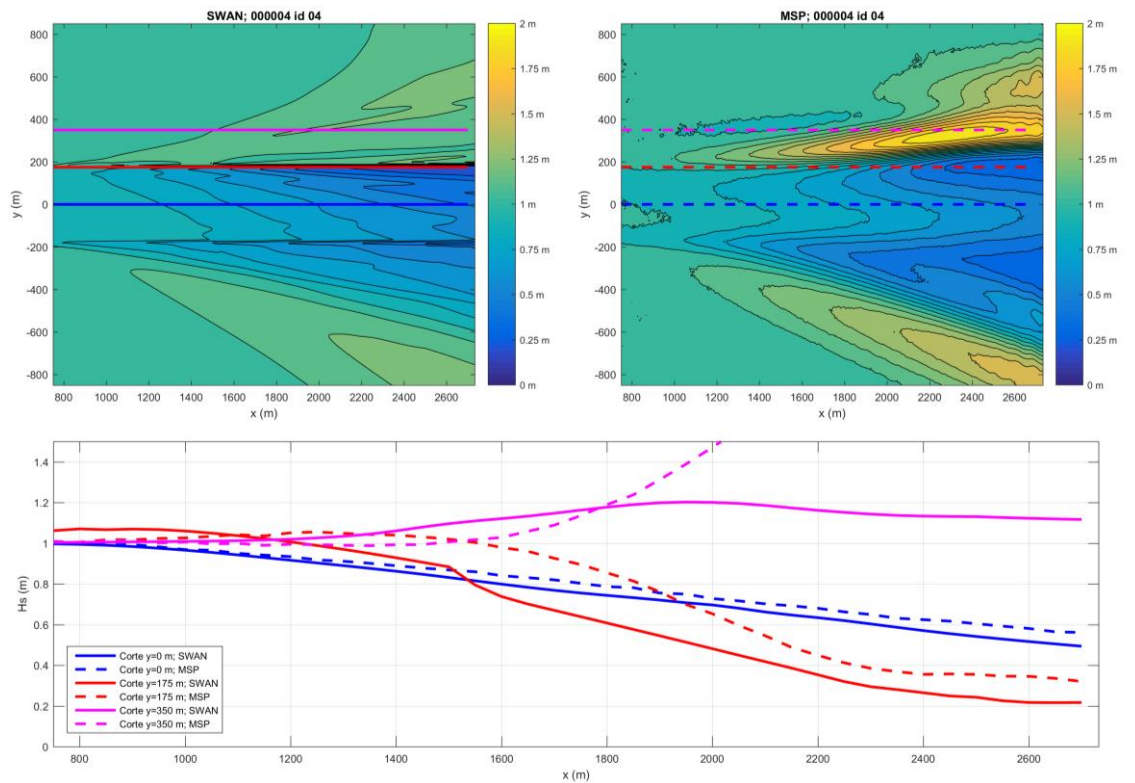 SWAN; 000004 id 04
800
600
400
200
0
-200
-400
-600
-800
y (m)
800 1000 1200 1400 1600 1800 2000 2200 2400 2600
x (m)
2 m
1.75 m
1.5 m
1.25 m
1 m
0.75 m
0.5 m
0.25 m
0 m
MSP; 000004 id 04
800
600
400
200
0
-200
-400
-600
-800
y (m)
800 1000 1200 1400 1600 1800 2000 2200 2400 2600
x (m)
2 m
1.75 m
1.5 m
1.25 m
1 m
0.75 m
0.5 m
0.25 m
0 m
1.4
1.2
1
0.8
0.6
0.4
0.2
0
Hs (m)
Corte y=0 m; SWAN
Corte y=0 m; MSP
Corte y=175 m; SWAN
Corte y=175 m; MSP
Corte y=350 m; SWAN
Corte y=350 m; MSP
800 1000 1200 1400 1600 1800 2000 2200 2400 2600
x (m)